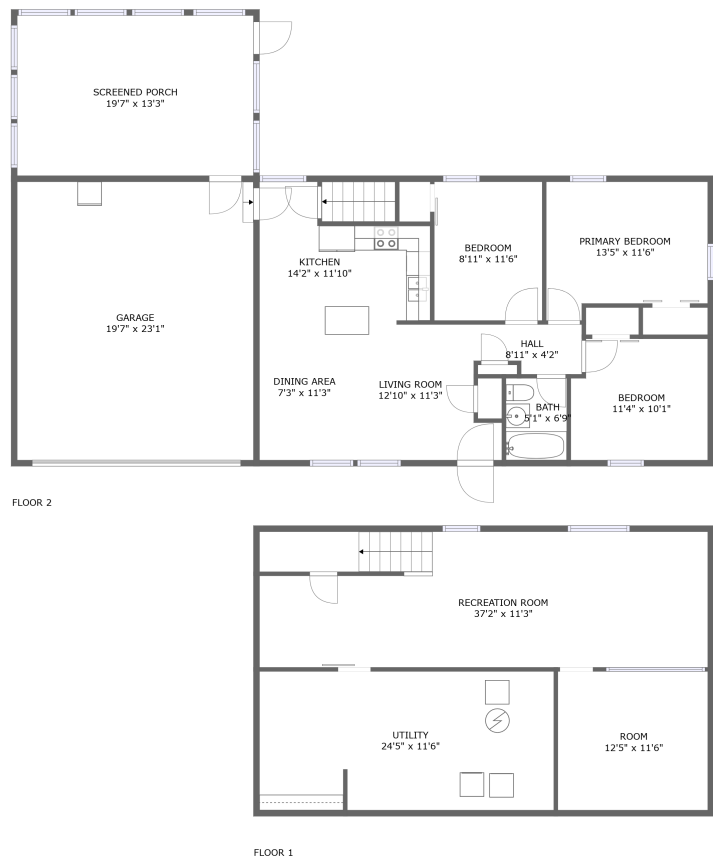 SCREENED PORCH
19'7" x 13'3"
KITCHEN
14'2" x 11'10"
BEDROOM
8'11" x 11'6"
PRIMARY BEDROOM
13'5" x 11'6"
GARAGE
19'7" x 23'1"
HALL
8'11" x 4'2"
DINING AREA
7'3" x 11'3"
LIVING ROOM
12'10" x 11'3"
BATH
5'1" x 6'9"
BEDROOM
11'4" x 10'1"
FLOOR 2
RECREATION ROOM
37'2" x 11'3"
UTILITY
24'5" x 11'6"
ROOM
12'5" x 11'6"
FLOOR 1